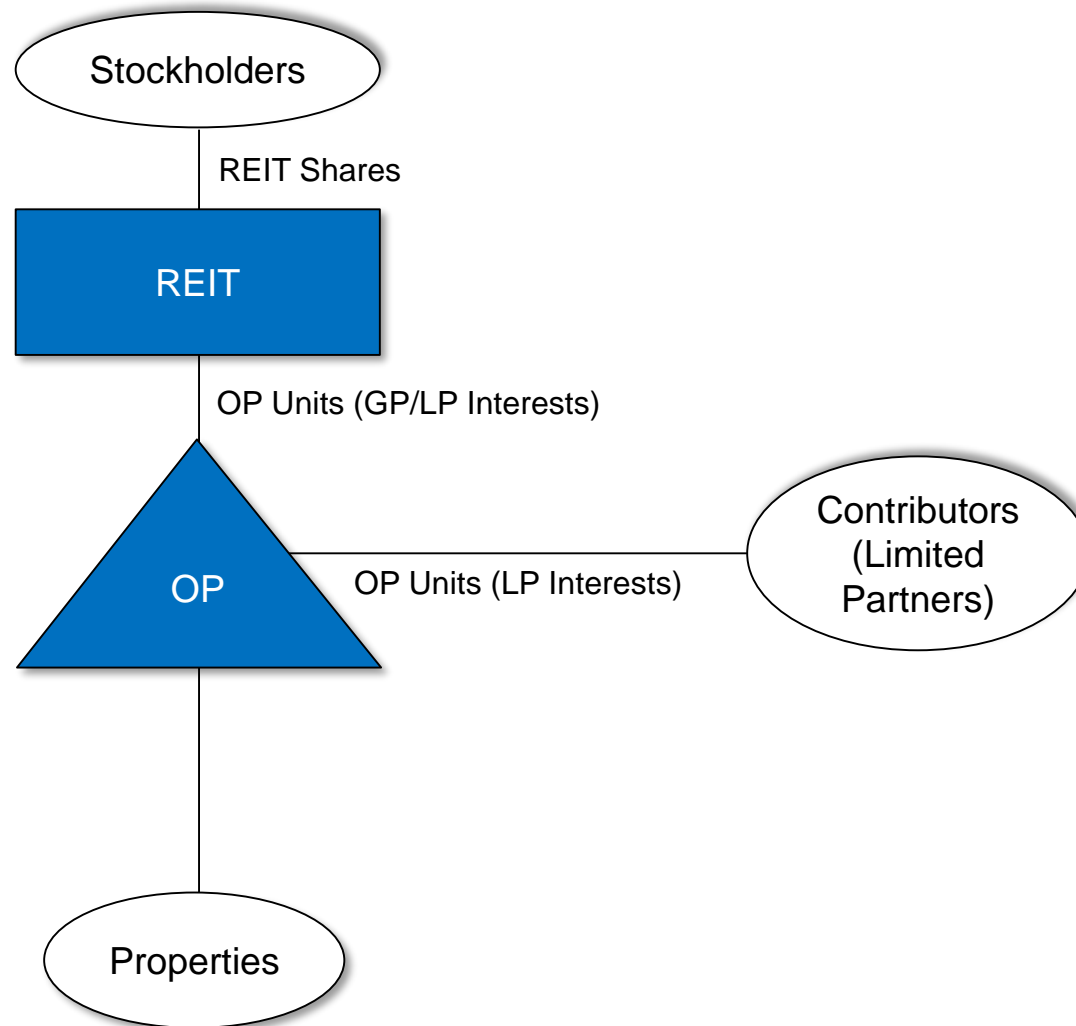 Stockholders
REIT Shares
REIT
OP Units (GP/LP Interests)
OP
OP Units (LP Interests)
Contributors
(Limited
Partners)
Properties